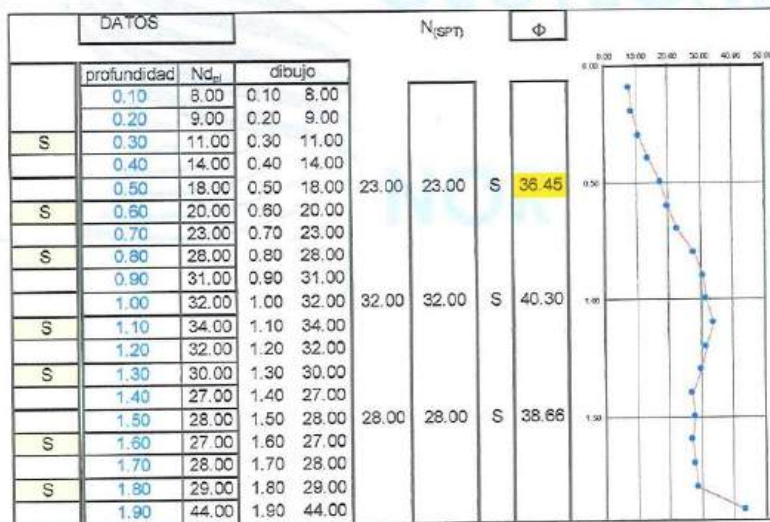 DATOS N(SPT) Φ
profundidad Nd dibujo
0.10 8.00 0.10 8.00
0.20 9.00 0.20 9.00
S 0.30 11.00 0.30 11.00
0.40 14.00 0.40 14.00
0.50 18.00 0.50 18.00 23.00 23.00 S 36.45
S 0.60 20.00 0.60 20.00
0.70 23.00 0.70 23.00
S 0.80 28.00 0.80 28.00
0.90 31.00 0.90 31.00
1.00 32.00 1.00 32.00 32.00 32.00 S 40.30
S 1.10 34.00 1.10 34.00
1.20 32.00 1.20 32.00
S 1.30 30.00 1.30 30.00
1.40 27.00 1.40 27.00
1.50 28.00 1.50 28.00 28.00 28.00 S 38.66
S 1.60 27.00 1.60 27.00
1.70 28.00 1.70 28.00
S 1.80 29.00 1.80 29.00
1.90 44.00 1.90 44.00
0.00 10.00 20.00 30.00 40.00 50.00
0.00
0.50
1.00
1.50